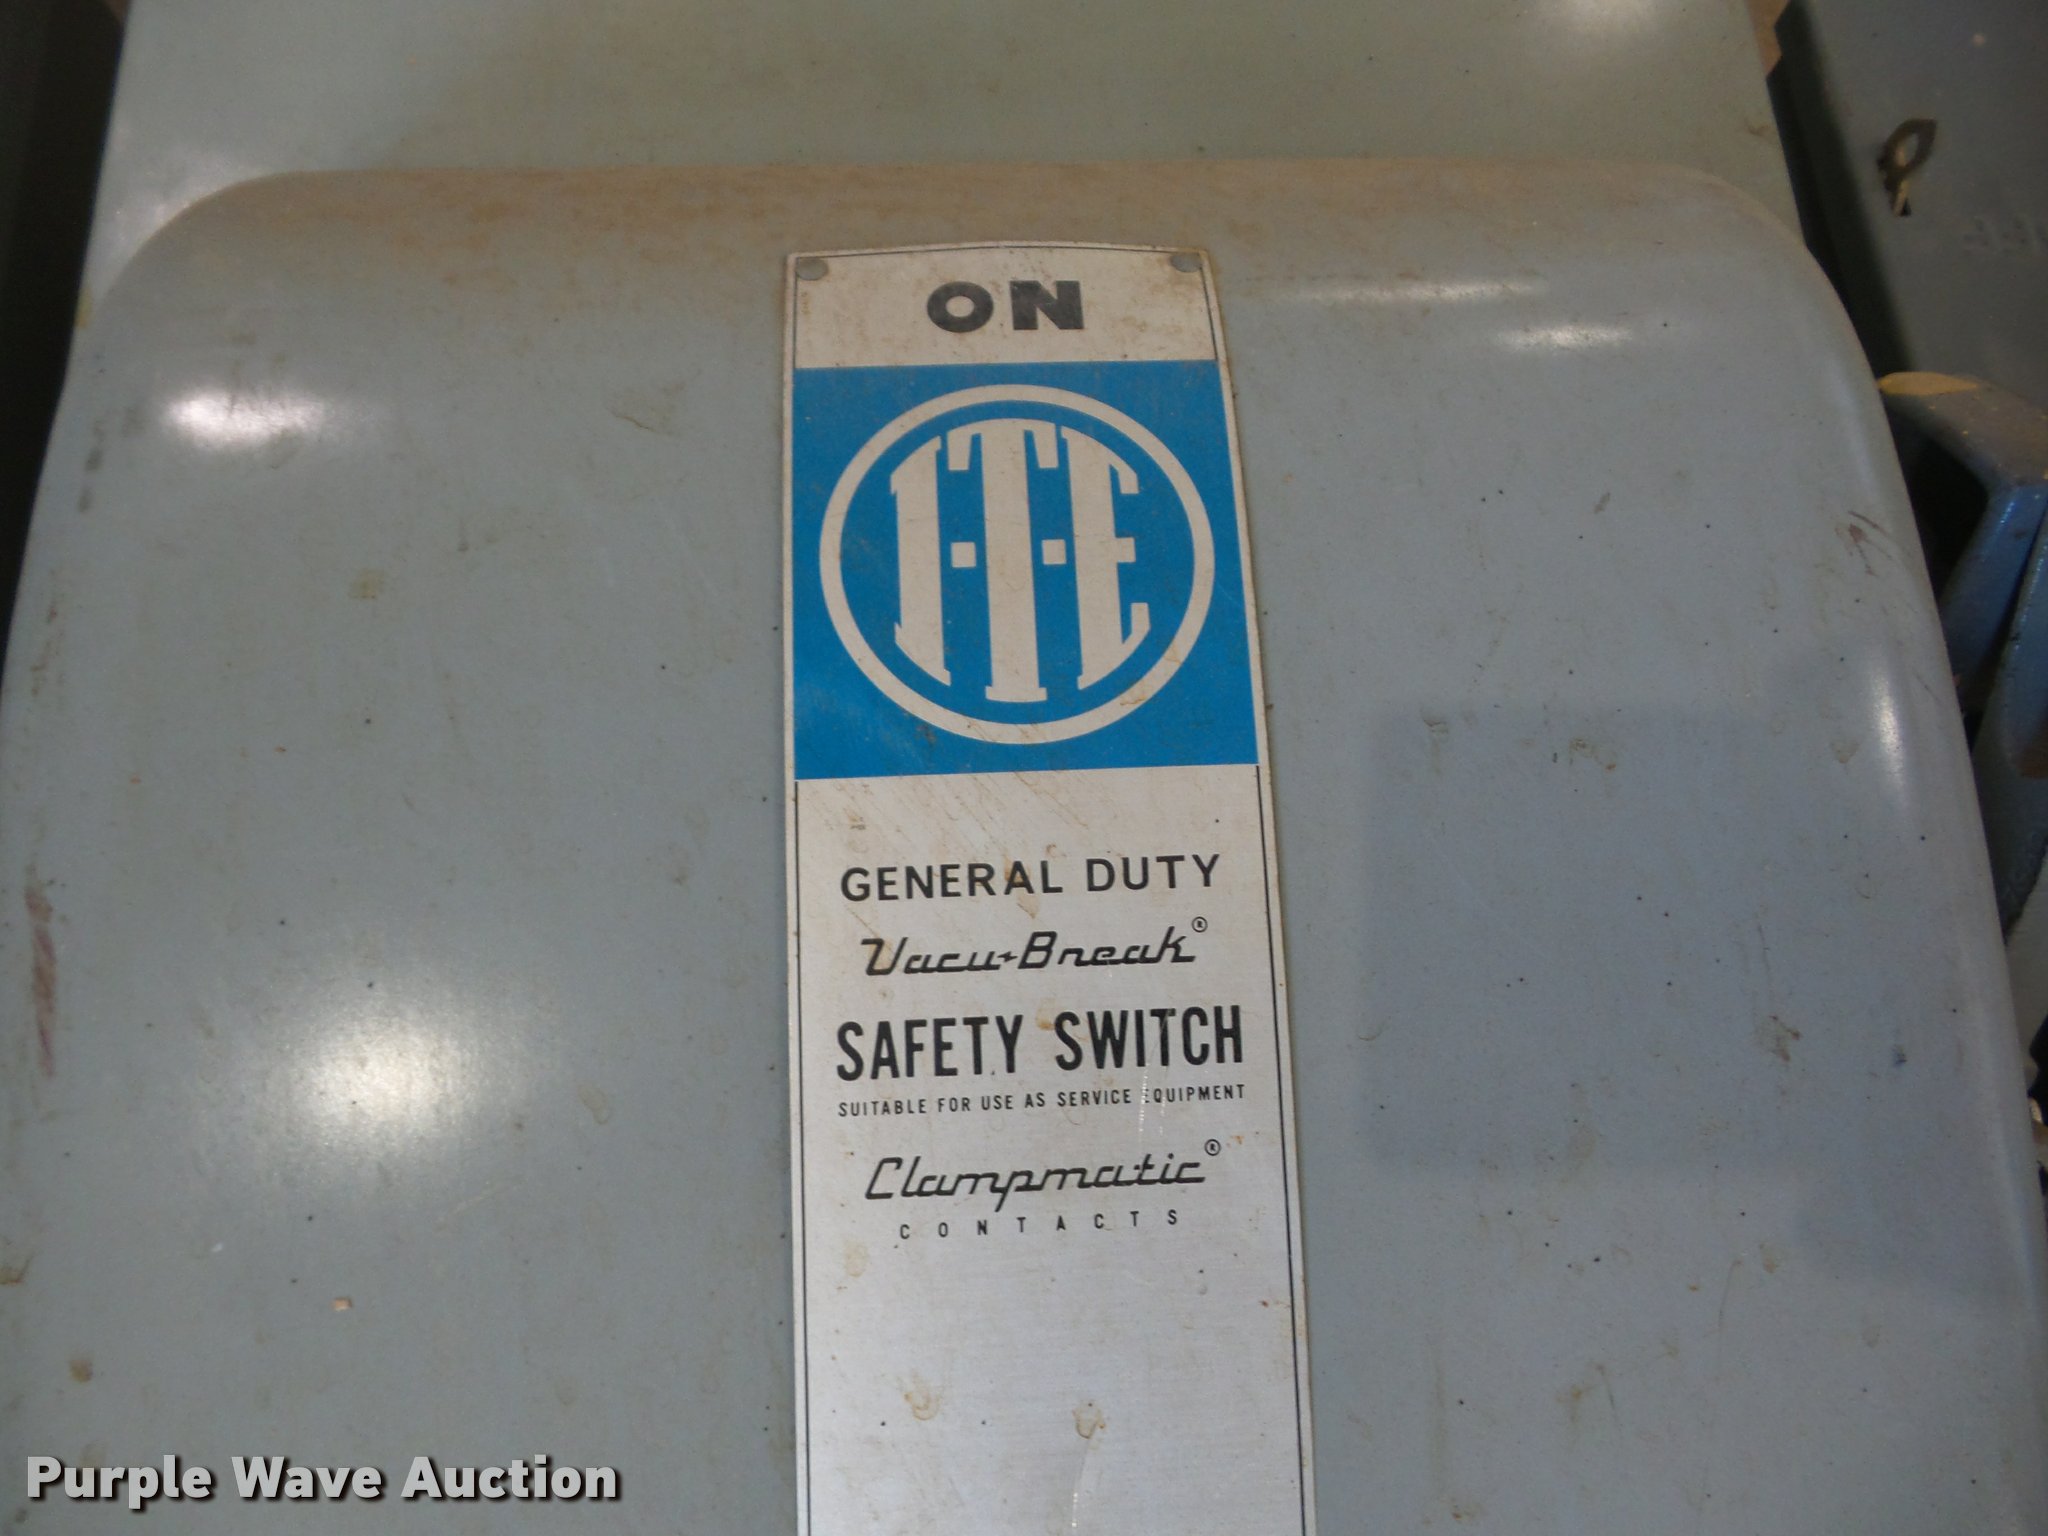 ON
I-T-E
GENERAL DUTY
Vacu-Break®
SAFETY SWITCH
SUITABLE FOR USE AS SERVICE EQUIPMENT
Clampmatic®
CONTACTS
Purple Wave Auction